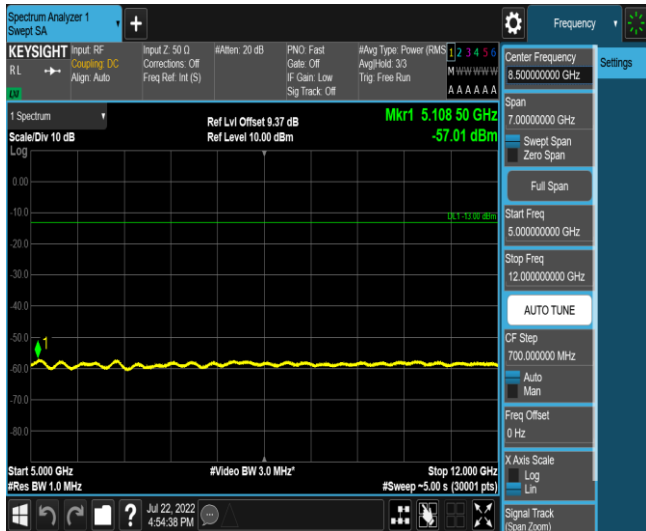 Spectrum Analyzer 1
Swept SA
Frequency
KEYSIGHT
RL
LXI
Input: RF
Coupling: DC
Align: Auto
Input Z: 50 Ω
Corrections: Off
Freq Ref: Int (S)
#Atten: 20 dB
PNO: Fast
Gate: Off
IF Gain: Low
Sig Track: Off
#Avg Type: Power (RMS
Avg|Hold: 3/3
Trig: Free Run
1 2 3 4 5 6
M W W W W W
A A A A A A
1 Spectrum
Scale/Div 10 dB
Log
Ref Lvl Offset 9.37 dB
Ref Level 10.00 dBm
Mkr1 5.108 50 GHz
-57.01 dBm
0.00
-10.0
DL1 -13.00 dBm
-20.0
-30.0
-40.0
-50.0
1
-60.0
-70.0
-80.0
Start 5.000 GHz
#Res BW 1.0 MHz
#Video BW 3.0 MHz*
Stop 12.000 GHz
#Sweep ~5.00 s (30001 pts)
Center Frequency
8.500000000 GHz
Settings
Span
7.00000000 GHz
Swept Span
Zero Span
Full Span
Start Freq
5.000000000 GHz
Stop Freq
12.000000000 GHz
AUTO TUNE
CF Step
700.000000 MHz
Auto
Man
Freq Offset
0 Hz
X Axis Scale
Log
Lin
Signal Track
(Span Zoom)
?
Jul 22, 2022
4:54:38 PM